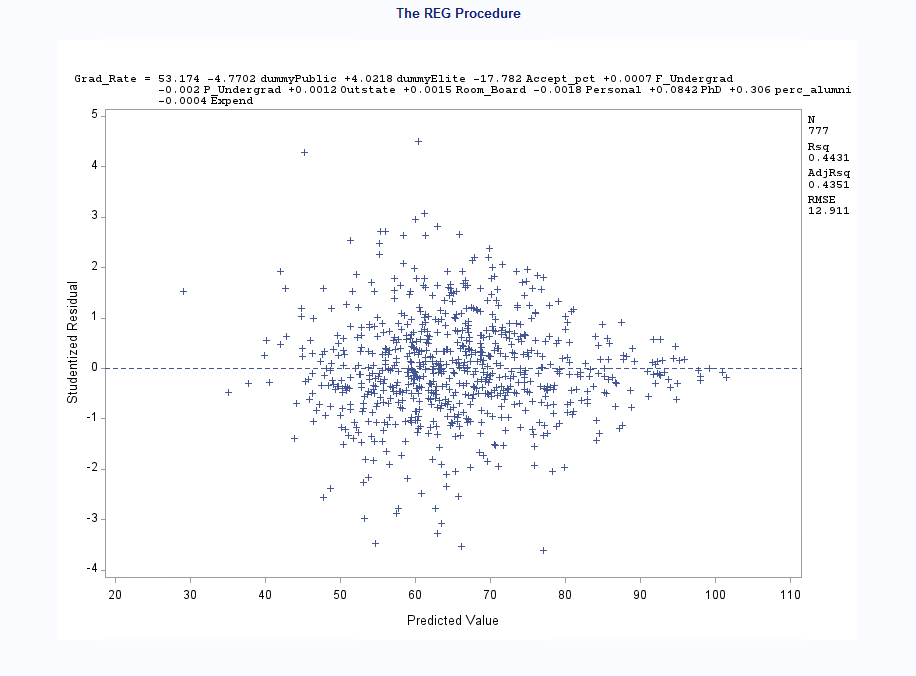 The REG Procedure
Grad_Rate = 53.174 -4.7702 dummyPublic +4.0218 dummyElite -17.782 Accept_pct +0.0007 F_Undergrad
-0.002 P_Undergrad +0.0012 Outstate +0.0015 Room_Board -0.0018 Personal +0.0842 PhD +0.306 perc_alumni
-0.0004 Expend
5
4
3
2
1
0
-1
-2
-3
-4
Studentized Residual
N
777
Rsq
0.4431
AdjRsq
0.4351
RMSE
12.911
20 30 40 50 60 70 80 90 100 110
Predicted Value